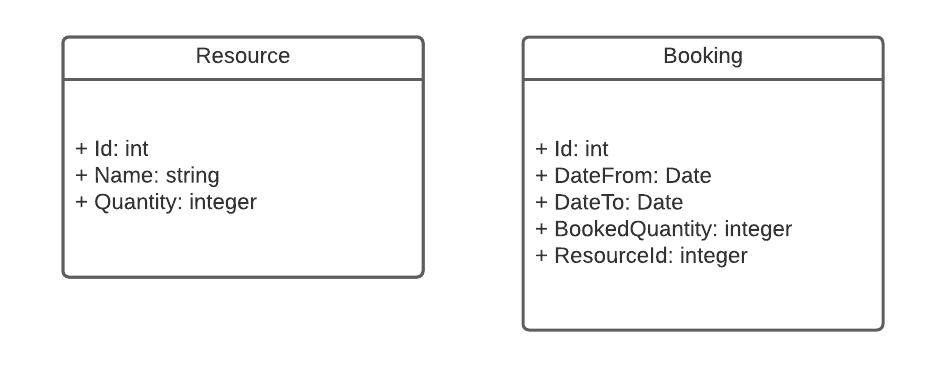 Resource
+ Id: int
+ Name: string
+ Quantity: integer
Booking
+ Id: int
+ DateFrom: Date
+ DateTo: Date
+ BookedQuantity: integer
+ ResourceId: integer